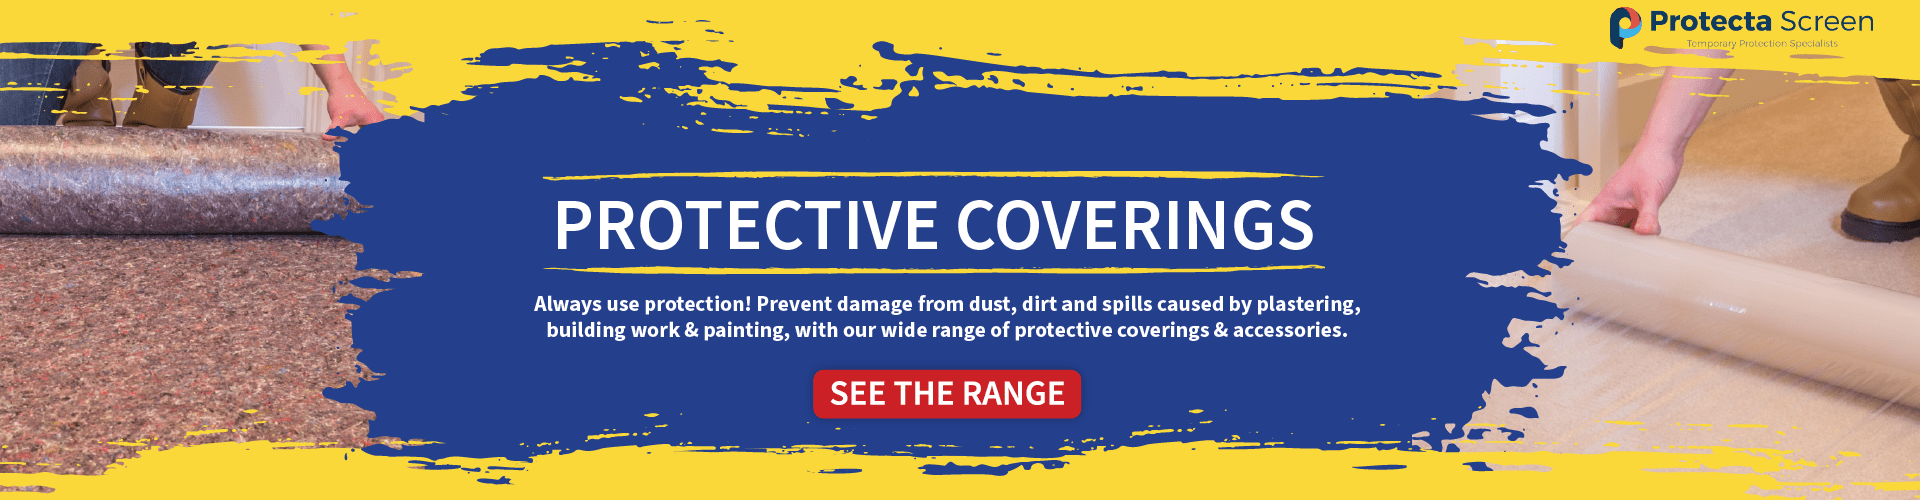 Protecta Screen
Temporary Protection Specialists
PROTECTIVE COVERINGS
Always use protection! Prevent damage from dust, dirt and spills caused by plastering,
building work & painting, with our wide range of protective coverings & accessories.
SEE THE RANGE